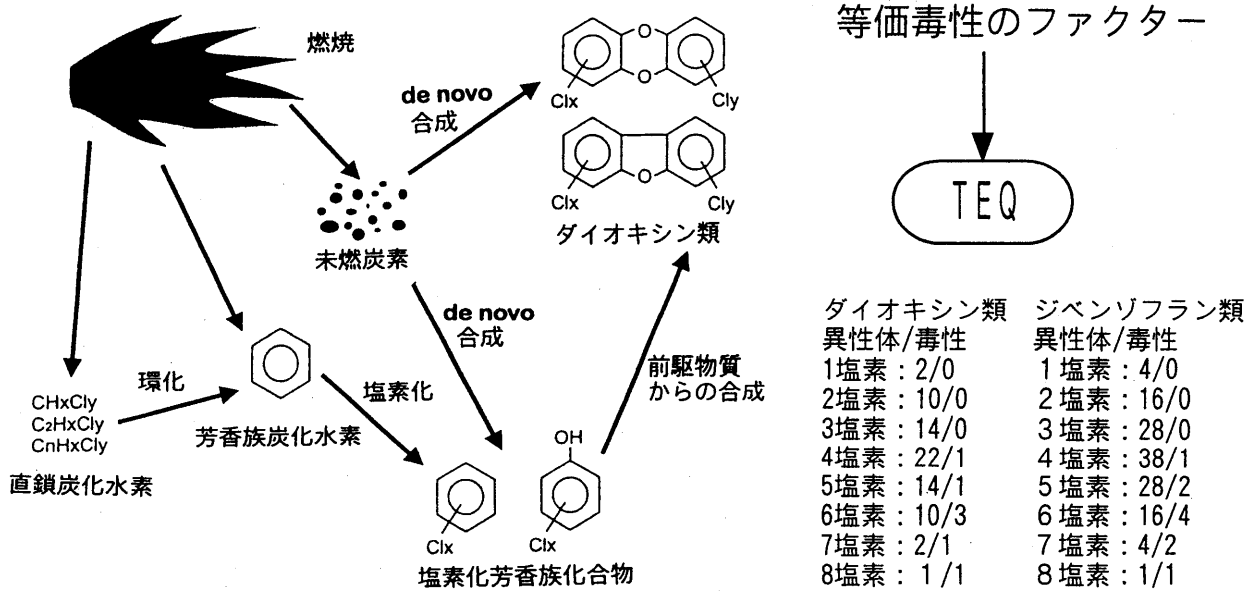 燃焼
de novo
合成
O
O
Clx
Cly
O
Clx
Cly
ダイオキシン類
未燃炭素
de novo
合成
環化
CHxCly
C2HxCly
CnHxCly
直鎖炭化水素
芳香族炭化水素
塩素化
前駆物質
からの合成
OH
Clx
Clx
塩素化芳香族化合物
等価毒性のファクター
TEQ
ダイオキシン類
異性体/毒性
1塩素：2/0
2塩素：10/0
3塩素：14/0
4塩素：22/1
5塩素：14/1
6塩素：10/3
7塩素：2/1
8塩素：1/1
ジベンゾフラン類
異性体/毒性
1塩素：4/0
2塩素：16/0
3塩素：28/0
4塩素：38/1
5塩素：28/2
6塩素：16/4
7塩素：4/2
8塩素：1/1